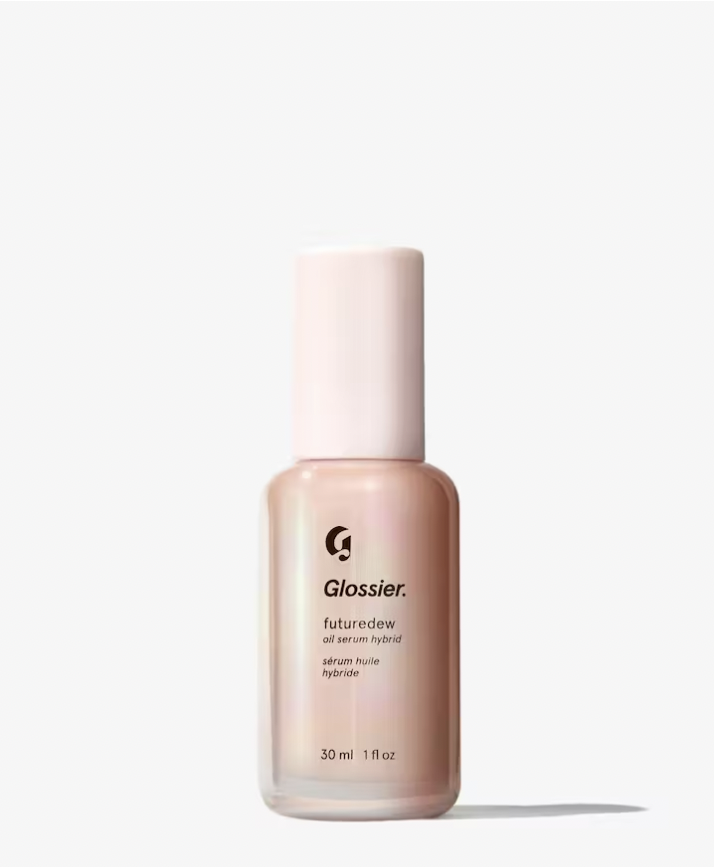 G
Glossier.
futuredew
oil serum hybrid
sérum huile
hybride
30 ml 1 fl oz